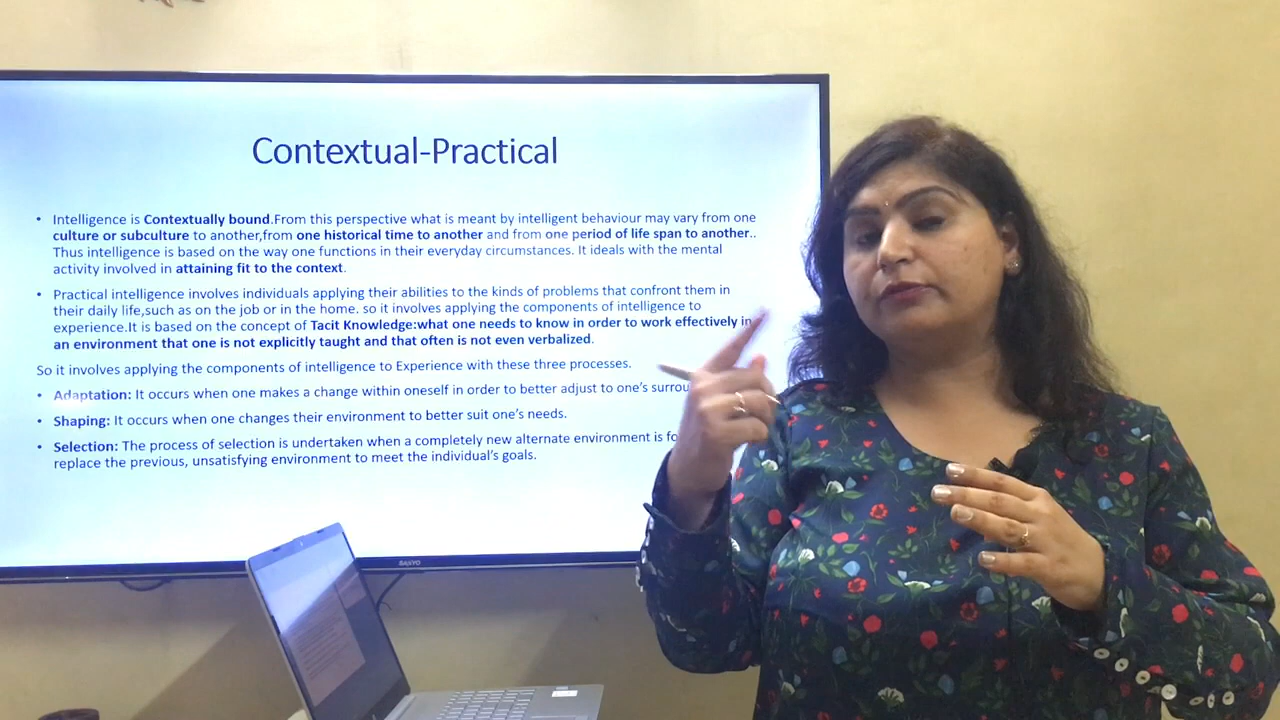 Contextual-Practical
• Intelligence is Contextually bound.From this perspective what is meant by intelligent behaviour may vary from one
culture or subculture to another,from one historical time to another and from one period of life span to another..
Thus intelligence is based on the way one functions in their everyday circumstances. It ideals with the mental
activity involved in attaining fit to the context.
• Practical intelligence involves individuals applying their abilities to the kinds of problems that confront them in
their daily life,such as on the job or in the home. so it involves applying the components of intelligence to
experience.It is based on the concept of Tacit Knowledge:what one needs to know in order to work effectively in
an environment that one is not explicitly taught and that often is not even verbalized.
So it involves applying the components of intelligence to Experience with these three processes.
• Adaptation: It occurs when one makes a change within oneself in order to better adjust to one's
• Shaping: It occurs when one changes their environment to better suit one's needs.
• Selection: The process of selection is undertaken when a completely new alternate environment is
replace the previous, unsatisfying environment to meet the individual's goals.
SANYO